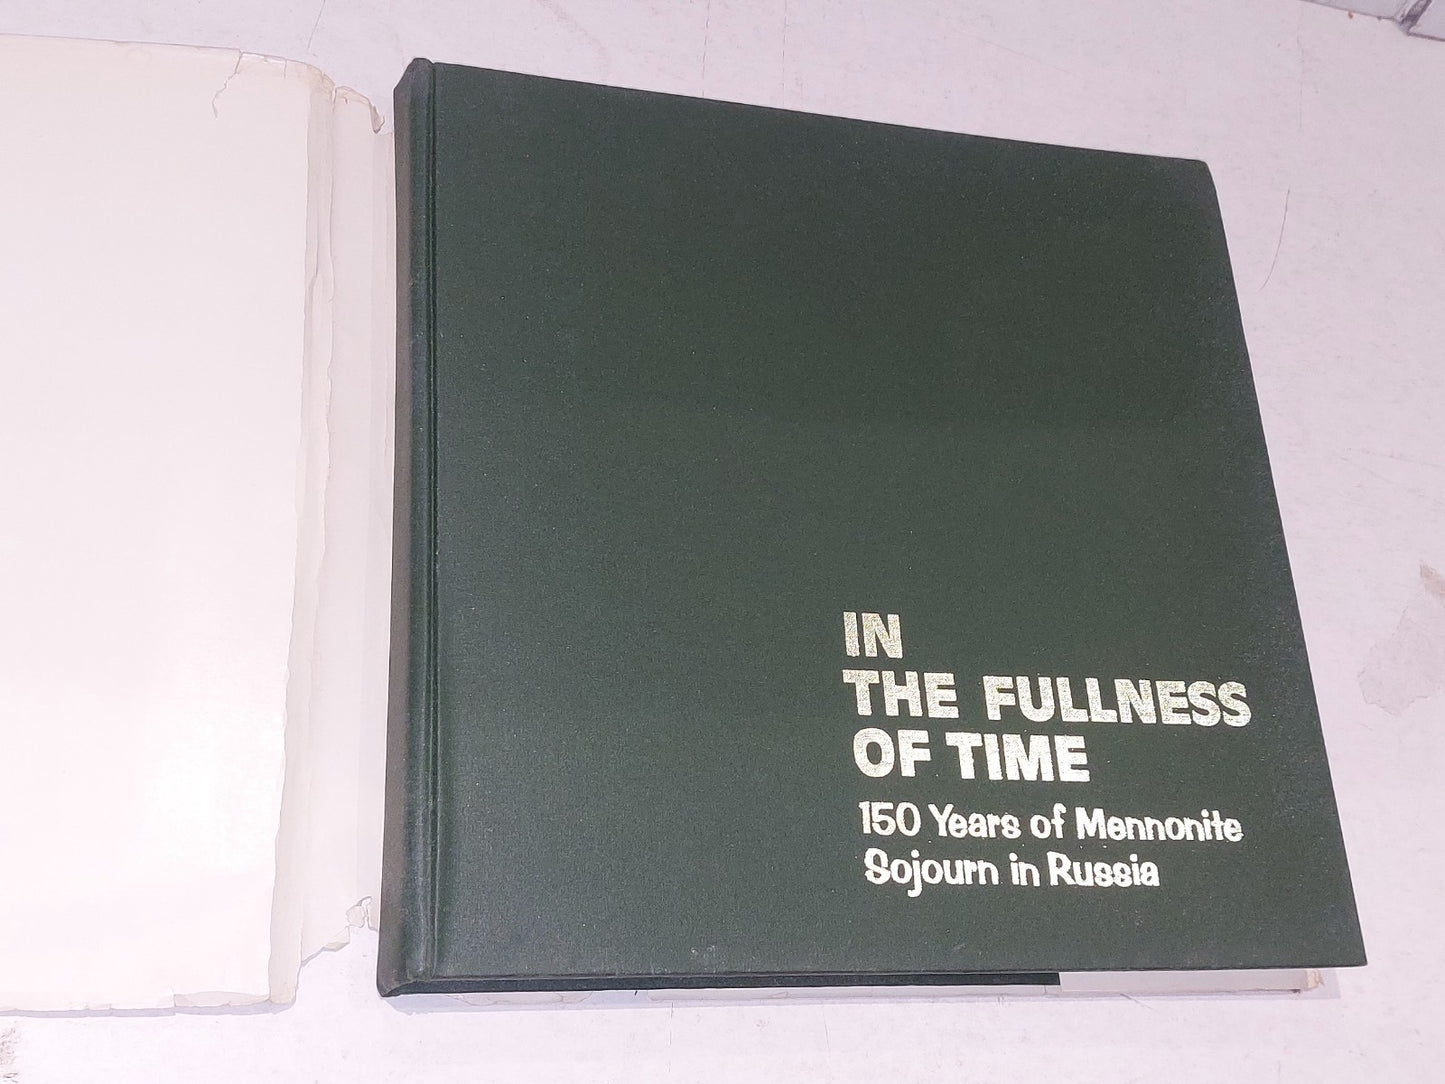 IN
THE FULLNESS
OF TIME
150 Years of Mennonite
Sojourn in Russia